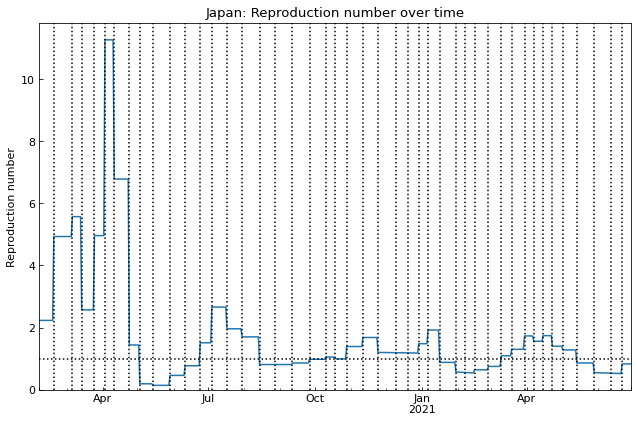 Japan: Reproduction number over time
Reproduction number
10
8
6
4
2
0
Apr
Jul
Oct
Jan
2021
Apr